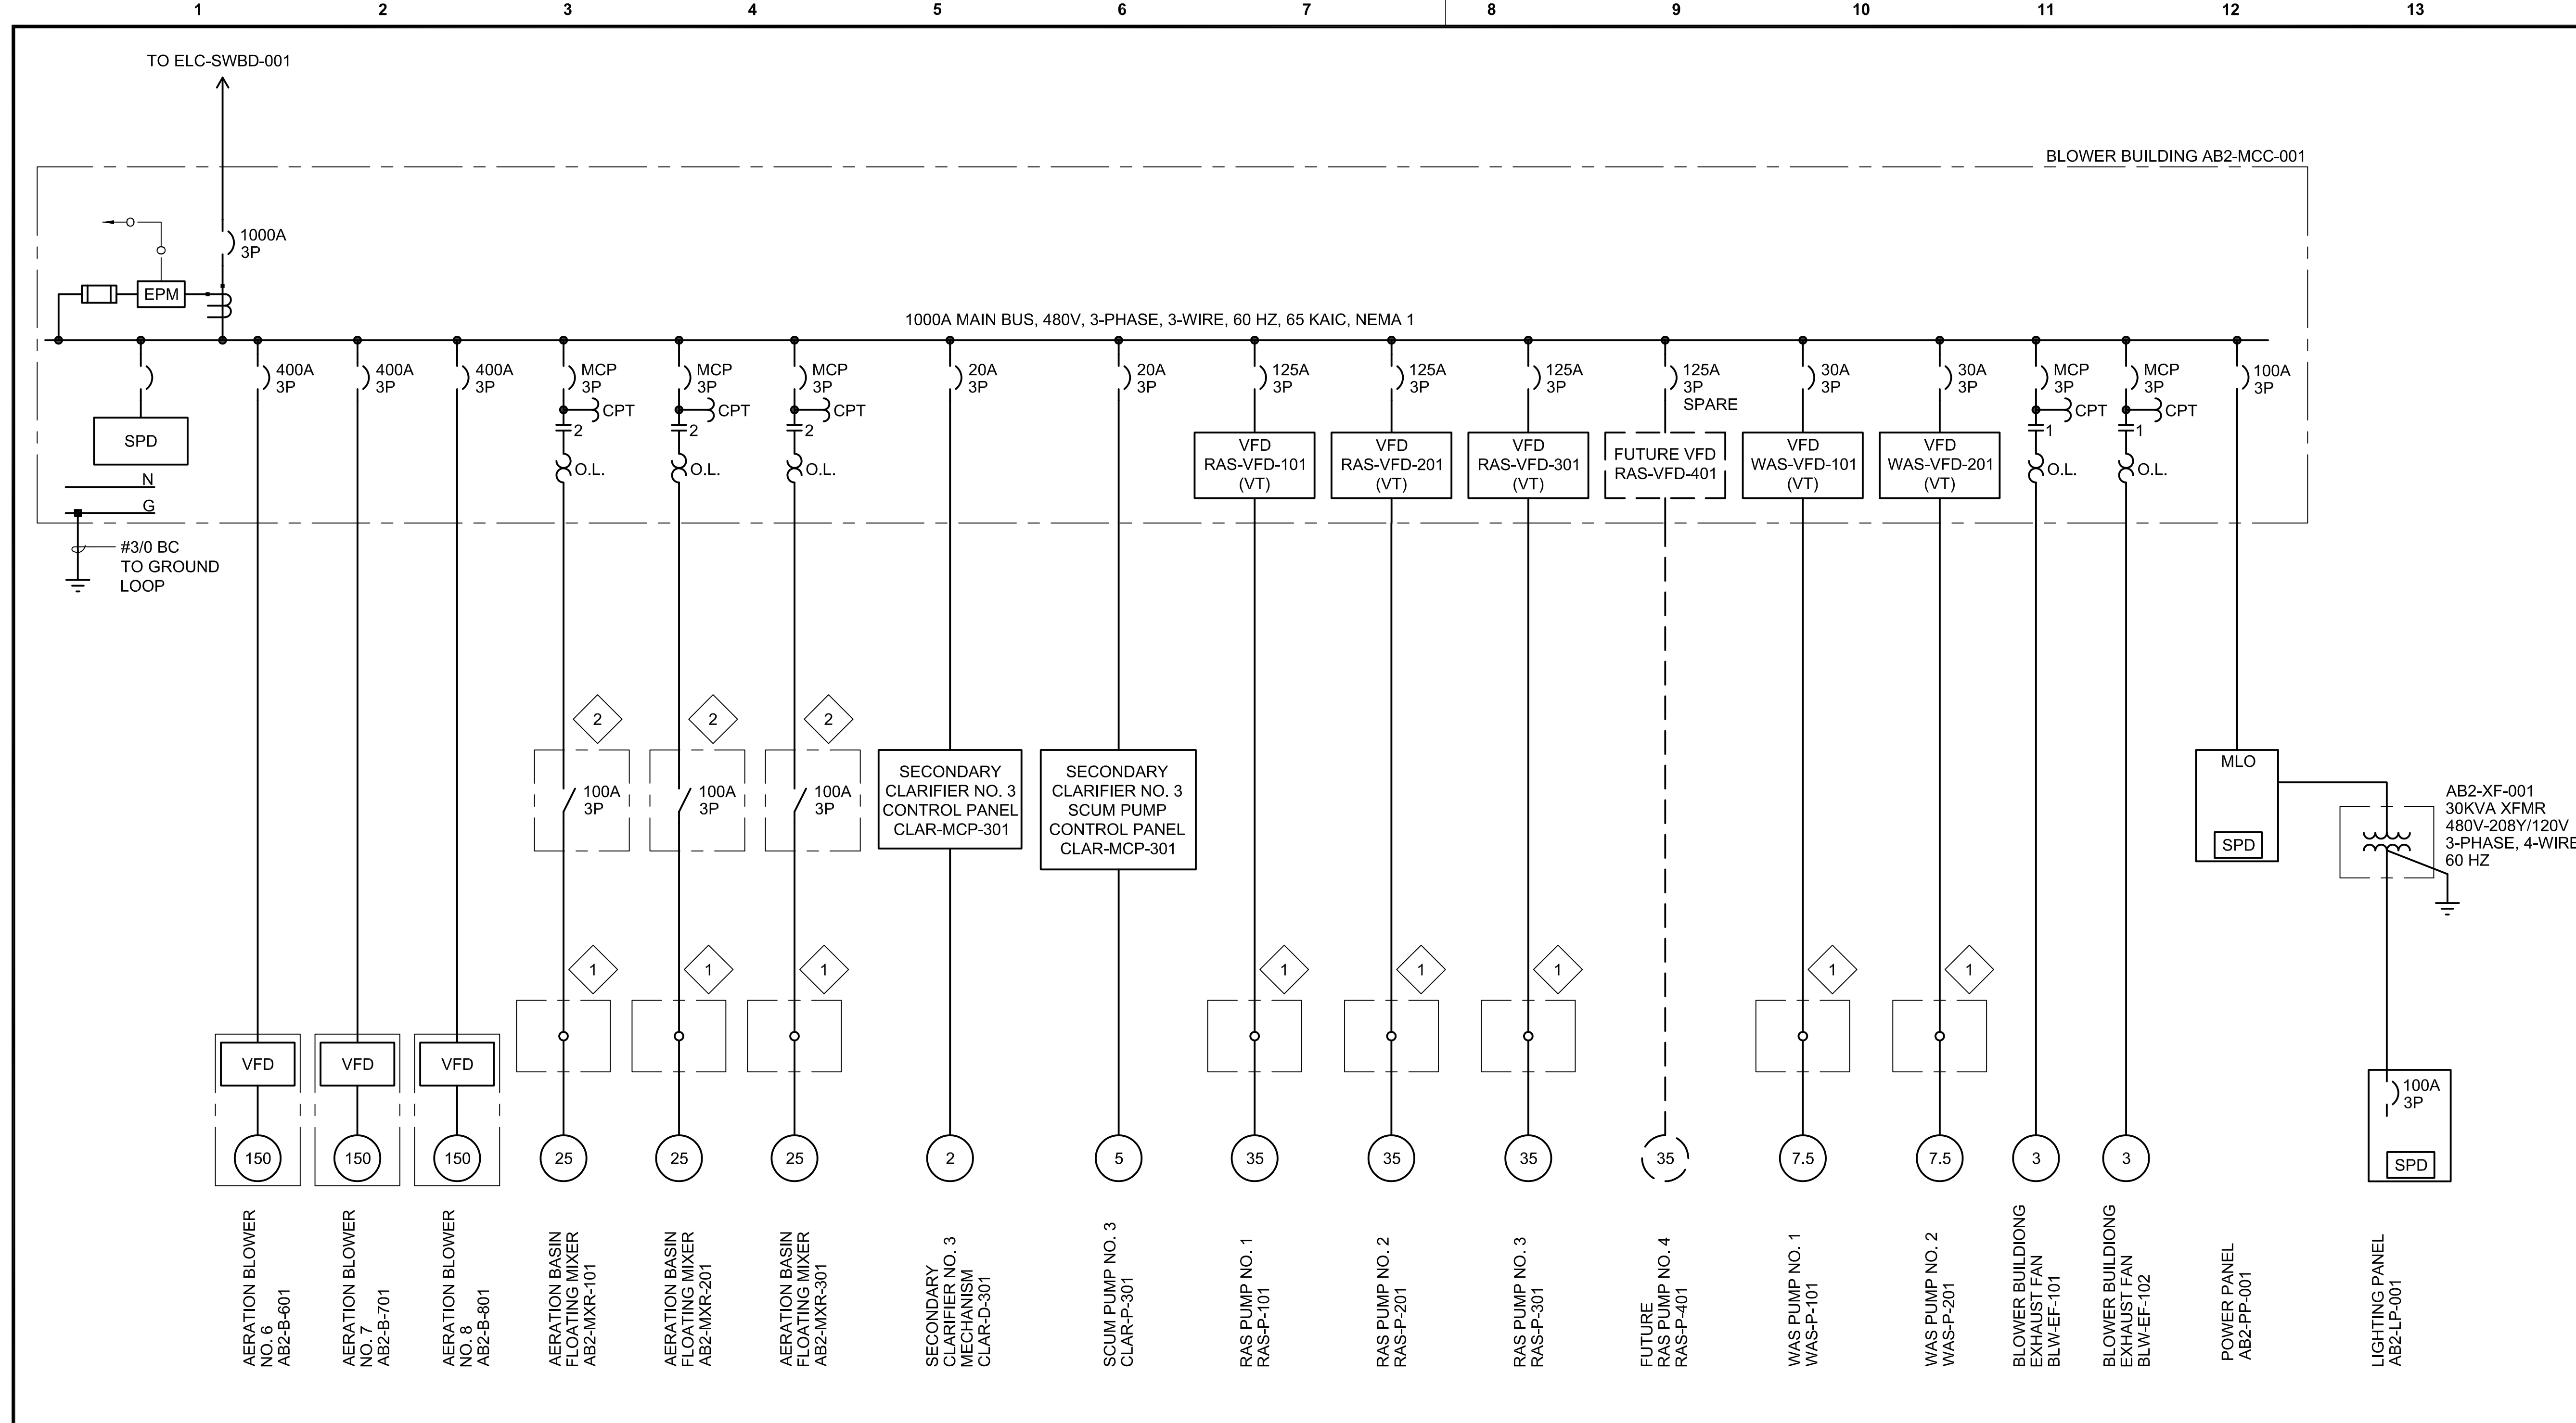 1 2 3 4 5 6 7 8 9 10 11 12 13
TO ELC-SWBD-001
BLOWER BUILDING AB2-MCC-001
1000A
3P
EPM
1000A MAIN BUS, 480V, 3-PHASE, 3-WIRE, 60 HZ, 65 KAIC, NEMA 1
SPD
N
G
#3/0 BC
TO GROUND
LOOP
400A
3P
400A
3P
400A
3P
MCP
3P
CPT
2
O.L.
MCP
3P
CPT
2
O.L.
MCP
3P
CPT
2
O.L.
20A
3P
20A
3P
125A
3P
VFD
RAS-VFD-101
(VT)
125A
3P
VFD
RAS-VFD-201
(VT)
125A
3P
VFD
RAS-VFD-301
(VT)
125A
3P
SPARE
FUTURE VFD
RAS-VFD-401
30A
3P
VFD
WAS-VFD-101
(VT)
30A
3P
VFD
WAS-VFD-201
(VT)
MCP
3P
CPT
1
O.L.
MCP
3P
CPT
1
O.L.
100A
3P
2
100A
3P
2
100A
3P
2
100A
3P
SECONDARY
CLARIFIER NO. 3
CONTROL PANEL
CLAR-MCP-301
SECONDARY
CLARIFIER NO. 3
SCUM PUMP
CONTROL PANEL
CLAR-MCP-301
MLO
SPD
AB2-XF-001
30KVA XFMR
480V-208Y/120V
3-PHASE, 4-WIRE
60 HZ
1
1
1
1
1
1
1
1
VFD
VFD
VFD
100A
3P
SPD
150
150
150
25
25
25
2
5
35
35
35
35
7.5
7.5
3
3
AERATION BLOWER
NO. 6
AB2-B-601
AERATION BLOWER
NO. 7
AB2-B-701
AERATION BLOWER
NO. 8
AB2-B-801
AERATION BASIN
FLOATING MIXER
AB2-MXR-101
AERATION BASIN
FLOATING MIXER
AB2-MXR-201
AERATION BASIN
FLOATING MIXER
AB2-MXR-301
SECONDARY
CLARIFIER NO. 3
MECHANISM
CLAR-D-301
SCUM PUMP NO. 3
CLAR-P-301
RAS PUMP NO. 1
RAS-P-101
RAS PUMP NO. 2
RAS-P-201
RAS PUMP NO. 3
RAS-P-301
FUTURE
RAS PUMP NO. 4
RAS-P-401
WAS PUMP NO. 1
WAS-P-101
WAS PUMP NO. 2
WAS-P-201
BLOWER BUILDIONG
EXHAUST FAN
BLW-EF-101
BLOWER BUILDIONG
EXHAUST FAN
BLW-EF-102
POWER PANEL
AB2-PP-001
LIGHTING PANEL
AB2-LP-001